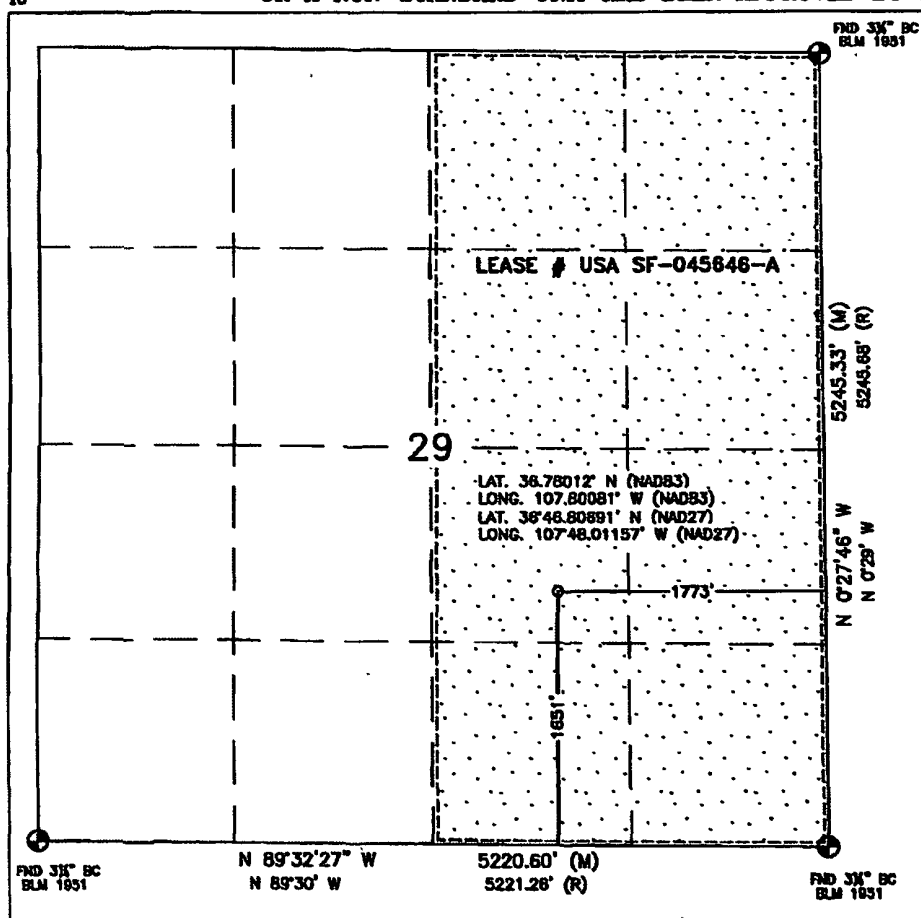 FND 3¼" BC
BLM 1951
LEASE # USA SF-045646-A
5245.33' (M)
5245.68' (R)
29
LAT. 36.78012° N (NAD83)
LONG. 107.80081° W (NAD83)
LAT. 36°46.80691' N (NAD27)
LONG. 107°48.01157' W (NAD27)
1773'
N 0°27'46" W
N 0°29' W
1651'
FND 3¼" BC
BLM 1951
N 89°32'27" W
N 89°30' W
5220.60' (M)
5221.26' (R)
FND 3¼" BC
BLM 1951